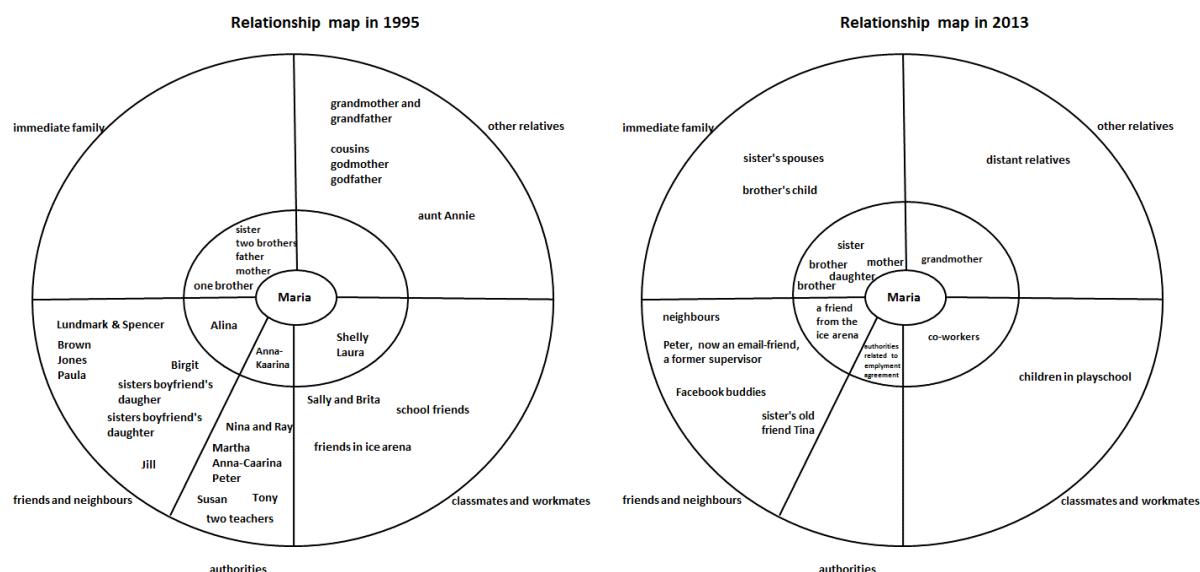 Relationship map in 1995
immediate family
other relatives
grandmother and
grandfather
cousins
godmother
godfather
aunt Annie
sister
two brothers
father
mother
one brother
Maria
Lundmark & Spencer
Brown
Jones
Paula
Alina
Birgit
sisters boyfriend's
daugher
sisters boyfriend's
daughter
Jill
Anna-
Kaarina
Shelly
Laura
Sally and Brita
school friends
friends in ice arena
Nina and Ray
Martha
Anna-Caarina
Peter
Susan
Tony
two teachers
friends and neighbours
classmates and workmates
authorities
Relationship map in 2013
immediate family
other relatives
sister's spouses
brother's child
distant relatives
sister
brother
mother
daughter
brother
grandmother
Maria
neighbours
Peter, now an email-friend,
a former supervisor
Facebook buddies
sister's old
friend Tina
a friend
from the
ice arena
authorities
related to
emplyment
agreement
co-workers
children in playschool
friends and neighbours
classmates and workmates
authorities